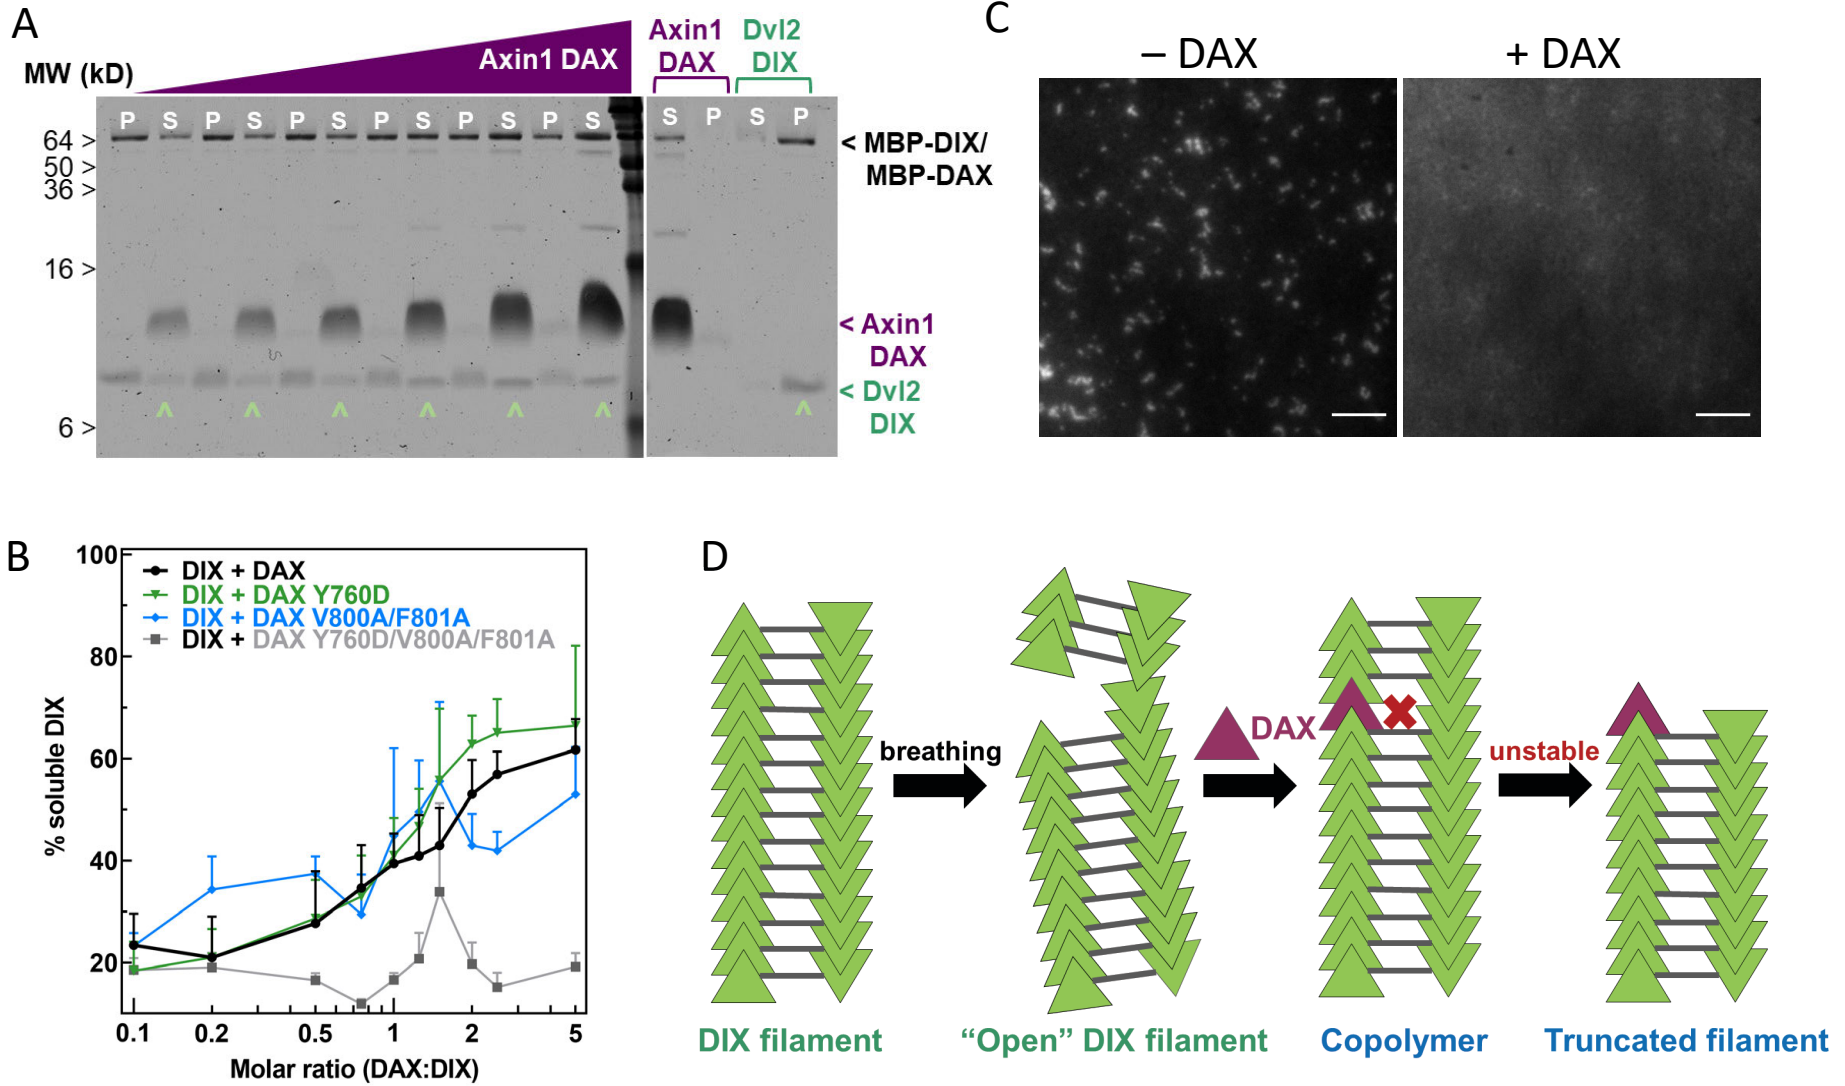 A
MW (kD)
Axin1 DAX
Axin1
DAX
Dvl2
DIX
P S P S P S P S P S P S
S P S P
64 >
50 >
36 >
16 >
6 >
< MBP-DIX/
MBP-DAX
< Axin1
DAX
< Dvl2
DIX
^ ^ ^ ^ ^ ^ ^
C
– DAX
+ DAX
B
100
80
60
40
20
% soluble DIX
DIX + DAX
DIX + DAX Y760D
DIX + DAX V800A/F801A
DIX + DAX Y760D/V800A/F801A
0.1 0.2 0.5 1 2 5
Molar ratio (DAX:DIX)
D
breathing
DAX
unstable
DIX filament
“Open” DIX filament
Copolymer
Truncated filament